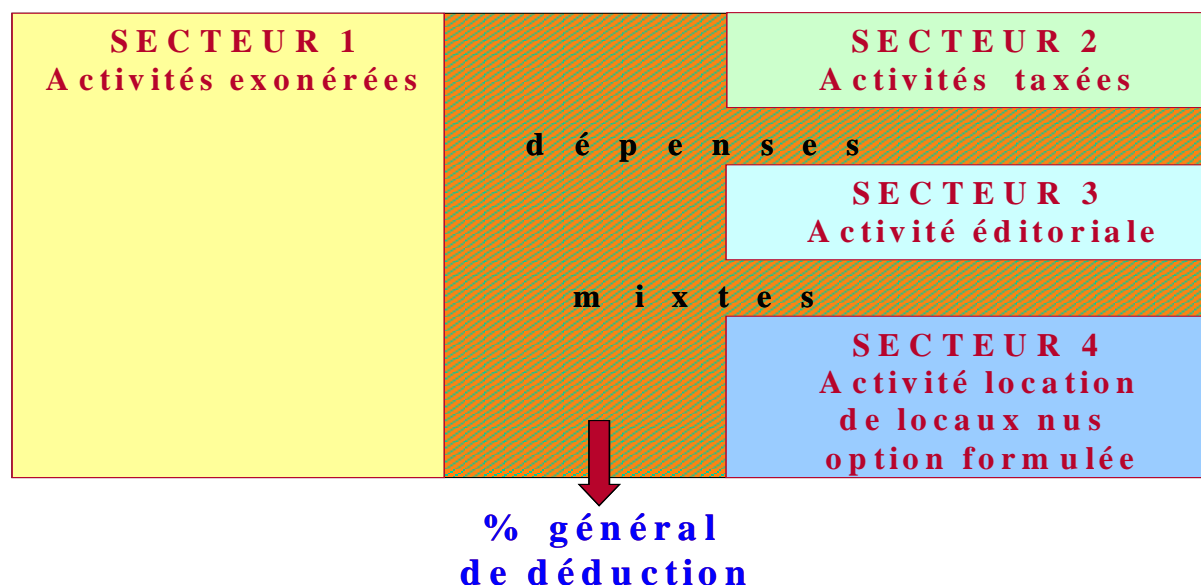 SECTEUR 1
Activités exonérées
SECTEUR 2
Activités taxées
dépenses
SECTEUR 3
Activité éditoriale
mixtes
SECTEUR 4
Activité location
de locaux nus
option formulée
% général
de déduction